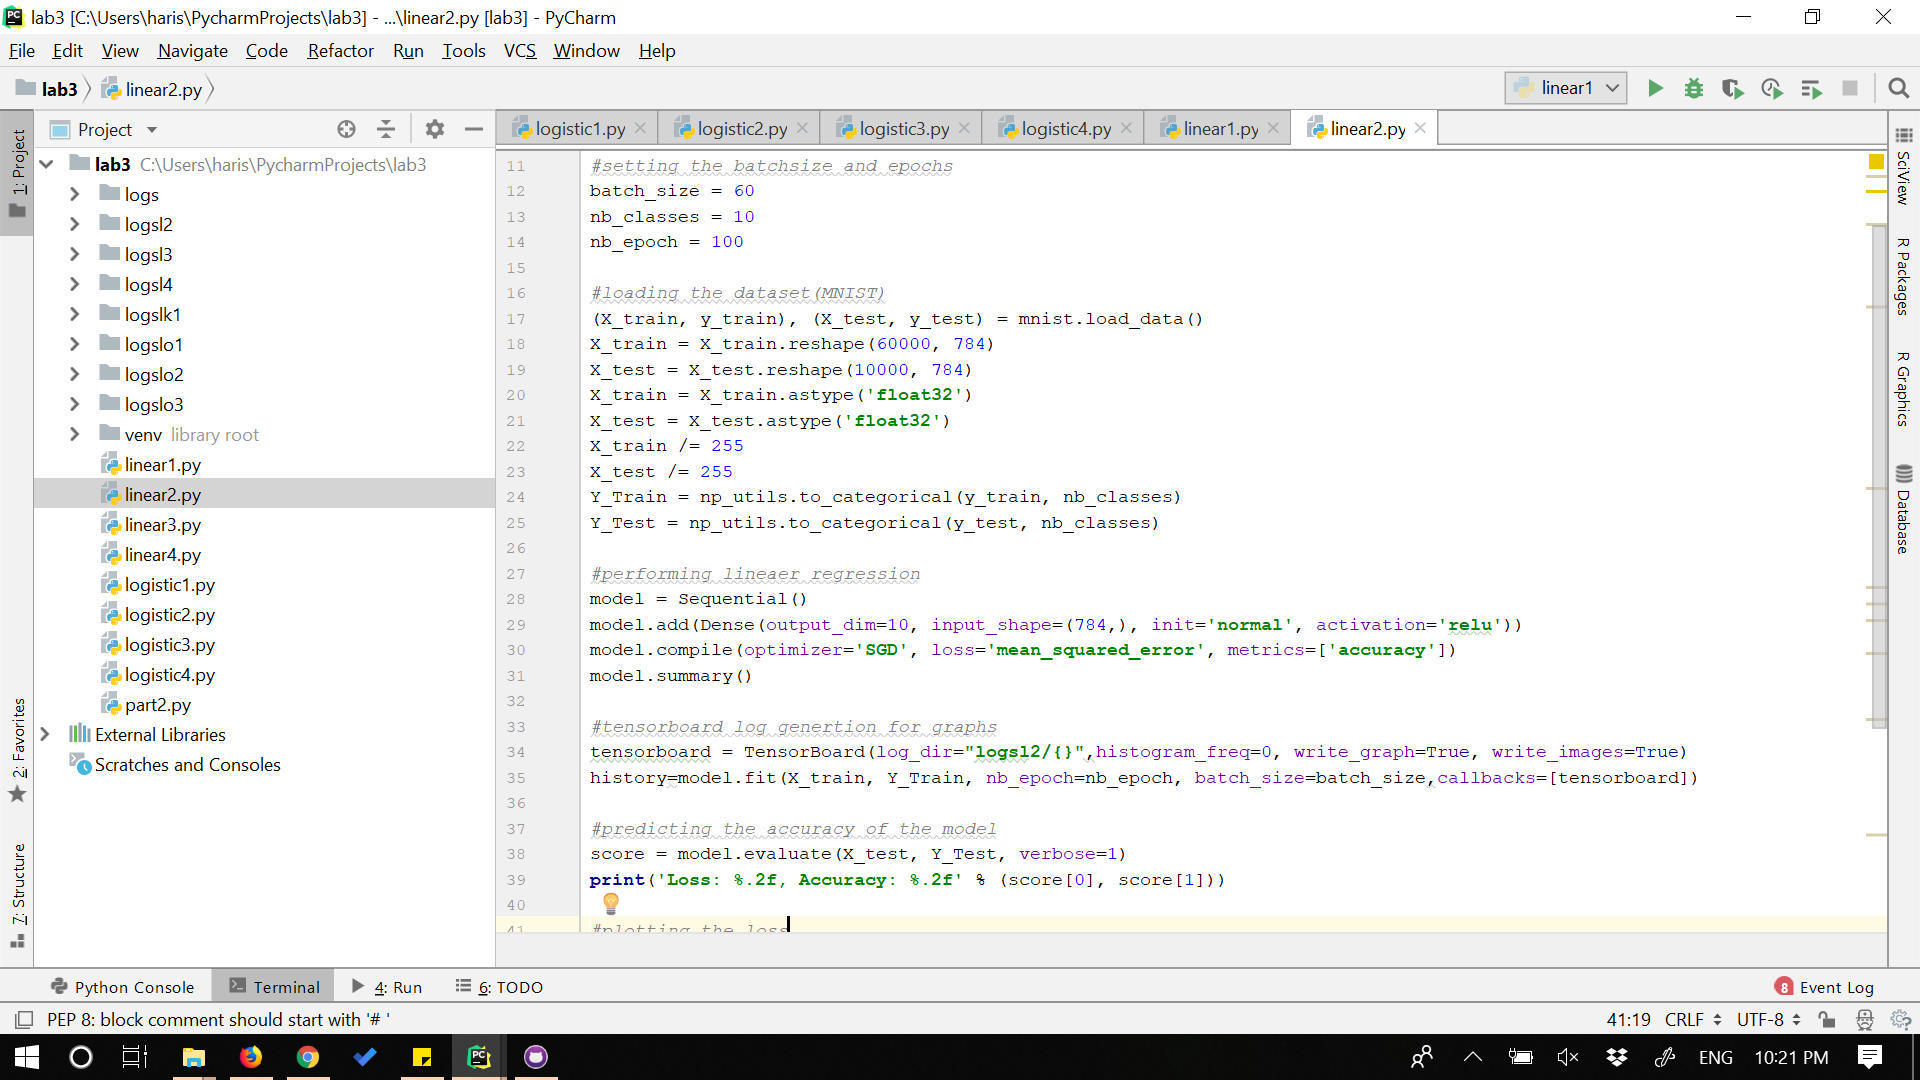 lab3 [C:\Users\haris\PycharmProjects\lab3] - ...\linear2.py [lab3] - PyCharm
File Edit View Navigate Code Refactor Run Tools VCS Window Help
lab3 linear2.py linear1
Project
logistic1.py logistic2.py logistic3.py logistic4.py linear1.py linear2.py
1: Project
2: Favorites
7: Structure
lab3 C:\Users\haris\PycharmProjects\lab3
logs
logsl2
logsl3
logsl4
logslk1
logslo1
logslo2
logslo3
venv library root
linear1.py
linear2.py
linear3.py
linear4.py
logistic1.py
logistic2.py
logistic3.py
logistic4.py
part2.py
External Libraries
Scratches and Consoles
11 #setting the batchsize and epochs
12 batch_size = 60
13 nb_classes = 10
14 nb_epoch = 100
15
16 #loading the dataset(MNIST)
17 (X_train, y_train), (X_test, y_test) = mnist.load_data()
18 X_train = X_train.reshape(60000, 784)
19 X_test = X_test.reshape(10000, 784)
20 X_train = X_train.astype('float32')
21 X_test = X_test.astype('float32')
22 X_train /= 255
23 X_test /= 255
24 Y_Train = np_utils.to_categorical(y_train, nb_classes)
25 Y_Test = np_utils.to_categorical(y_test, nb_classes)
26
27 #performing lineaer regression
28 model = Sequential()
29 model.add(Dense(output_dim=10, input_shape=(784,), init='normal', activation='relu'))
30 model.compile(optimizer='SGD', loss='mean_squared_error', metrics=['accuracy'])
31 model.summary()
32
33 #tensorboard log genertion for graphs
34 tensorboard = TensorBoard(log_dir="logsl2/{}",histogram_freq=0, write_graph=True, write_images=True)
35 history=model.fit(X_train, Y_Train, nb_epoch=nb_epoch, batch_size=batch_size,callbacks=[tensorboard])
36
37 #predicting the accuracy of the model
38 score = model.evaluate(X_test, Y_Test, verbose=1)
39 print('Loss: %.2f, Accuracy: %.2f' % (score[0], score[1]))
40
41 #plotting the loss
SciView
R Packages
R Graphics
Database
Python Console Terminal 4: Run 6: TODO 8 Event Log
PEP 8: block comment should start with '# ' 41:19 CRLF UTF-8
ENG 10:21 PM